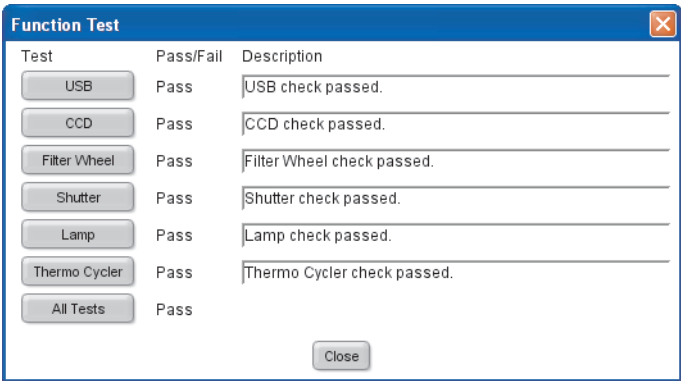 Function Test
Test Pass/Fail Description
USB Pass USB check passed.
CCD Pass CCD check passed.
Filter Wheel Pass Filter Wheel check passed.
Shutter Pass Shutter check passed.
Lamp Pass Lamp check passed.
Thermo Cycler Pass Thermo Cycler check passed.
All Tests Pass
Close